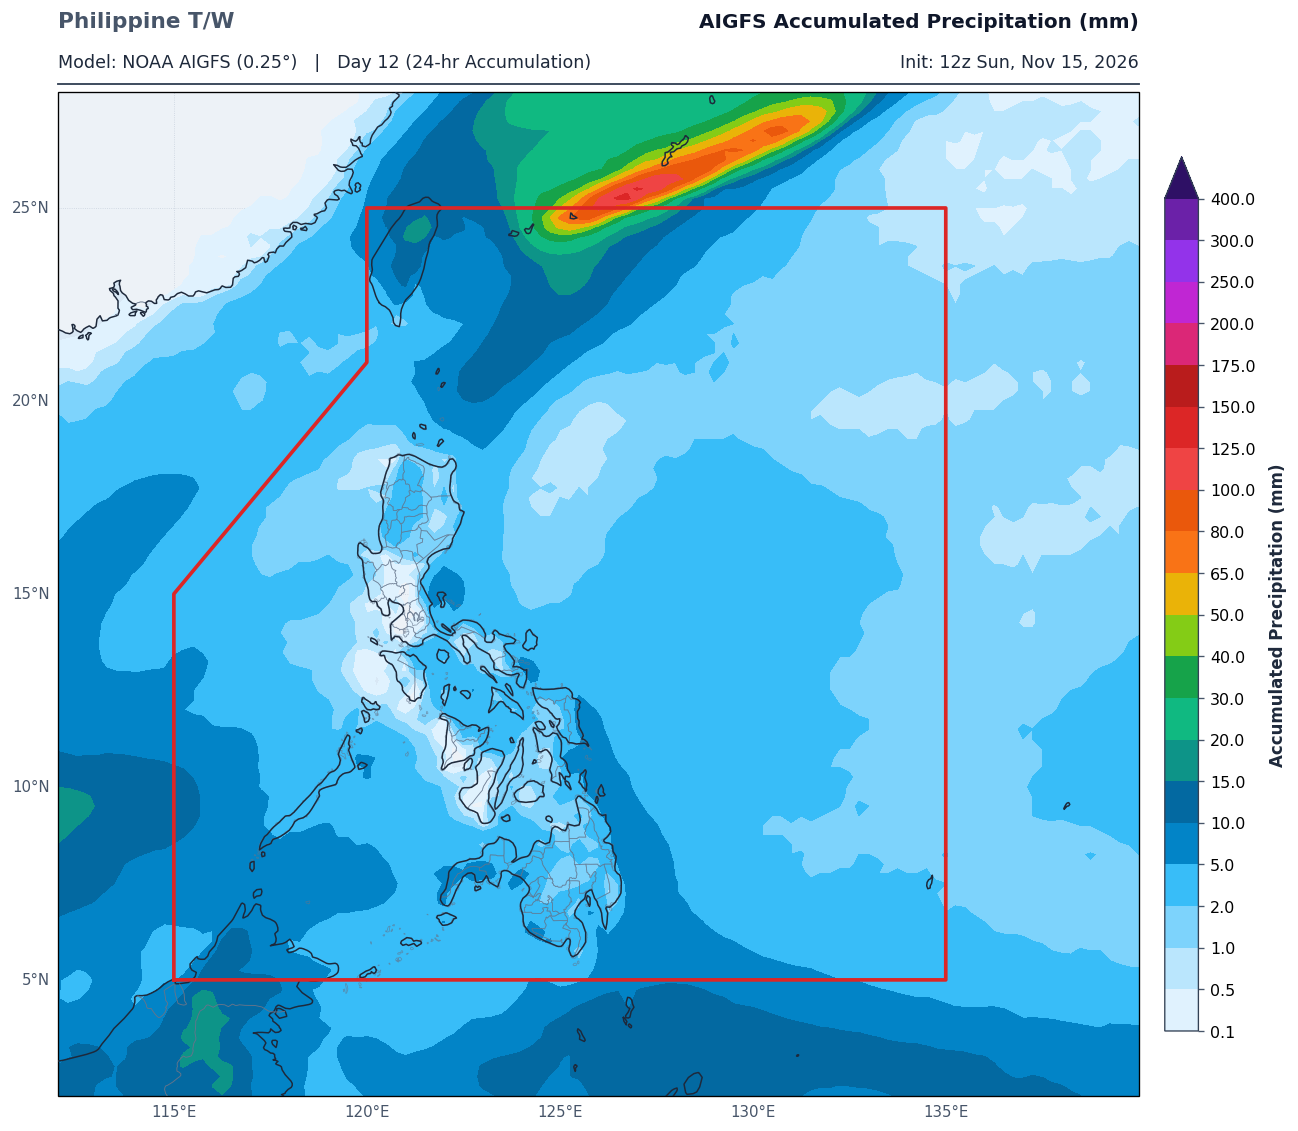 Philippine T/W
AIGFS Accumulated Precipitation (mm)
Model: NOAA AIGFS (0.25°)   |   Day 12 (24-hr Accumulation)
Init: 12z Sun, Nov 15, 2026
25°N
20°N
15°N
10°N
5°N
115°E
120°E
125°E
130°E
135°E
400.0
300.0
250.0
200.0
175.0
150.0
125.0
100.0
80.0
65.0
50.0
40.0
30.0
20.0
15.0
10.0
5.0
2.0
1.0
0.5
0.1
Accumulated Precipitation (mm)